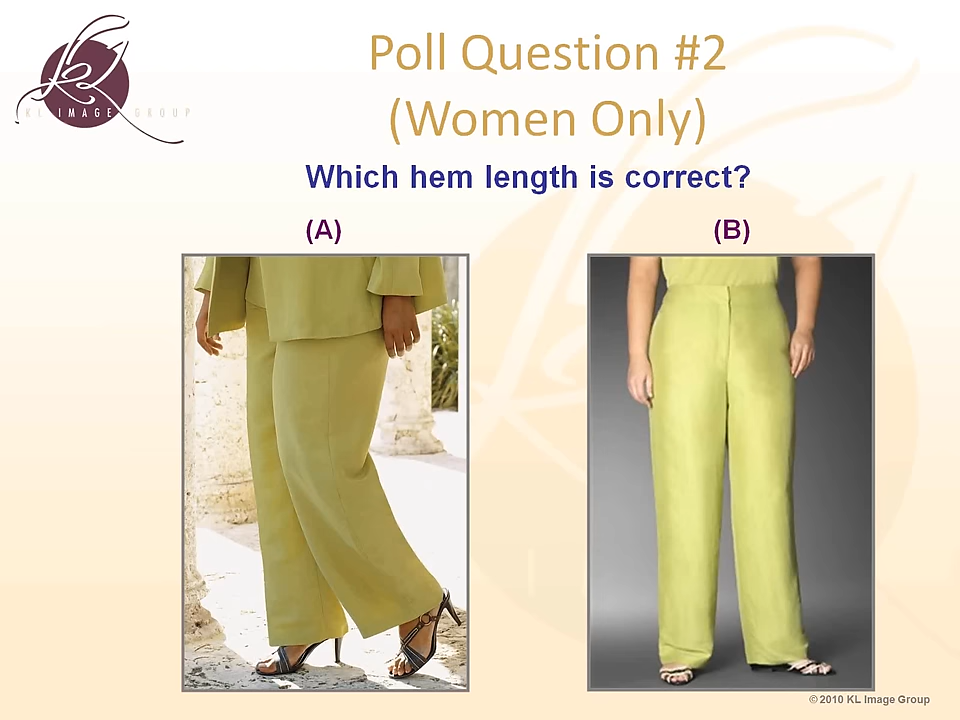 KL IMAGE GROUP
Poll Question #2
(Women Only)
Which hem length is correct?
(A)
(B)
© 2010 KL Image Group